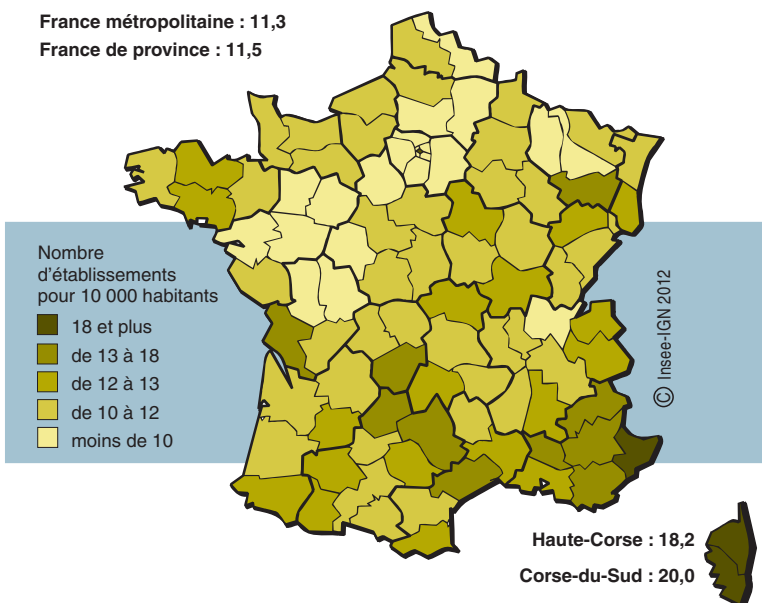 France métropolitaine : 11,3
France de province : 11,5
Nombre
d'établissements
pour 10 000 habitants
18 et plus
de 13 à 18
de 12 à 13
de 10 à 12
moins de 10
© Insee-IGN 2012
Haute-Corse : 18,2
Corse-du-Sud : 20,0